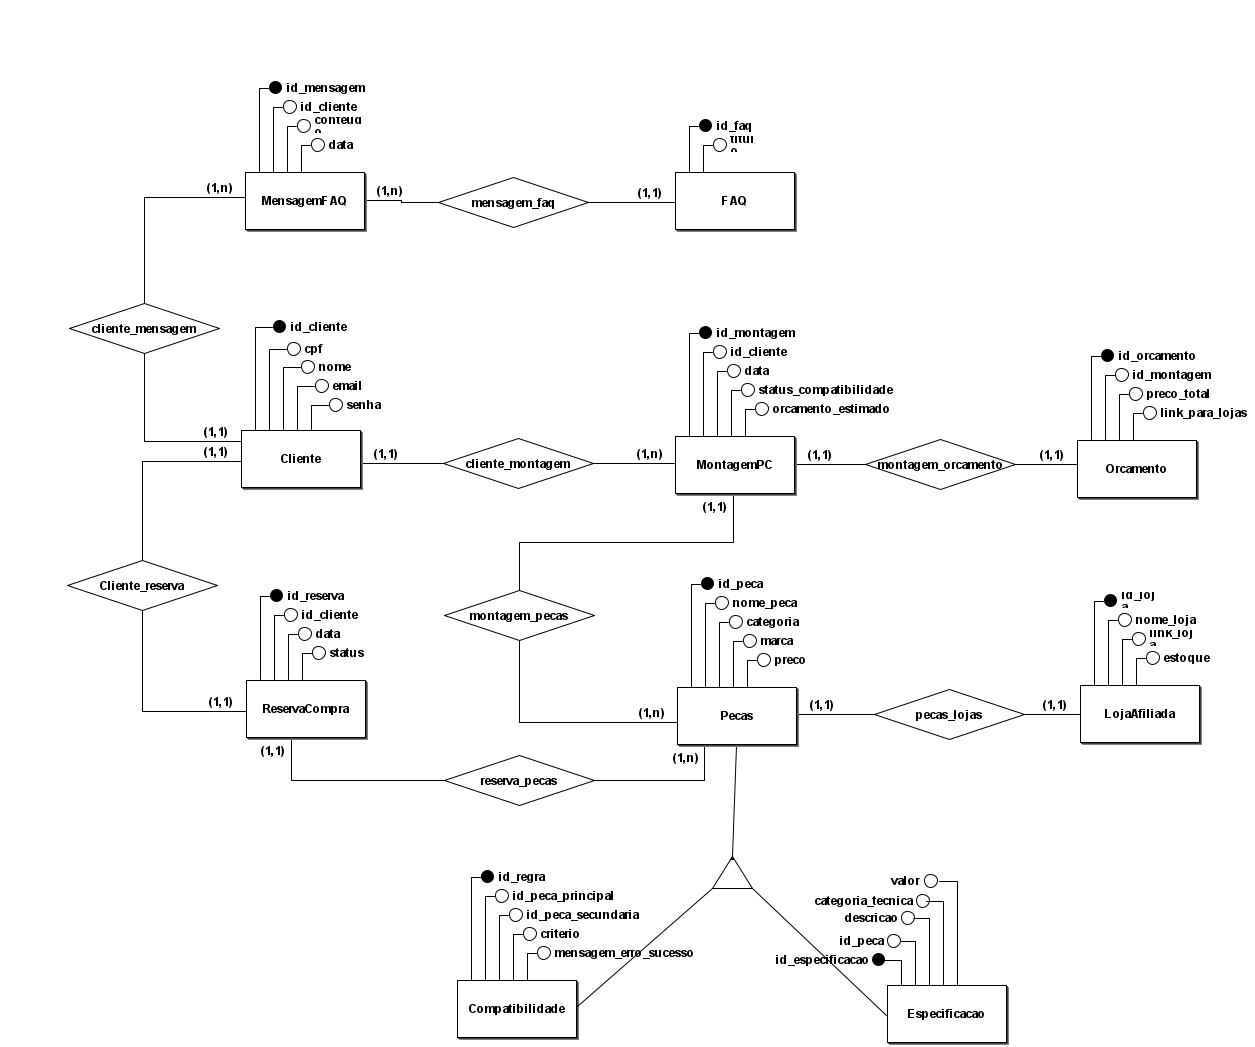 id_mensagem
id_cliente
data
(1,n)
MensagemFAQ
(1,n)
mensagem_faq
(1,1)
id_faq
FAQ
cliente_mensagem
id_cliente
cpf
nome
email
senha
(1,1)
(1,1)
Cliente
(1,1)
cliente_montagem
(1,n)
id_montagem
id_cliente
data
status_compatibilidade
orcamento_estimado
MontagemPC
(1,1)
(1,1)
montagem_orcamento
(1,1)
id_orcamento
id_montagem
preco_total
link_para_lojas
Orcamento
Cliente_reserva
(1,1)
id_reserva
id_cliente
data
status
ReservaCompra
(1,1)
montagem_pecas
(1,n)
id_peca
nome_peca
categoria
marca
preco
Pecas
(1,n)
reserva_pecas
(1,1)
pecas_lojas
(1,1)
nome_loja
estoque
LojaAfiliada
id_regra
id_peca_principal
id_peca_secundaria
criterio
mensagem_erro_sucesso
Compatibilidade
valor
categoria_tecnica
descricao
id_peca
id_especificacao
Especificacao